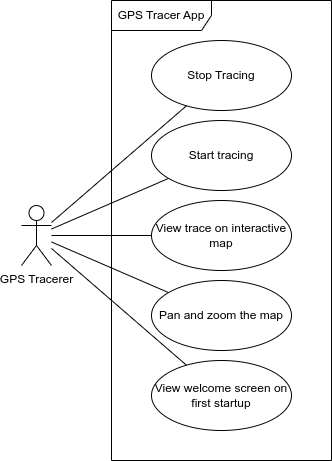 GPS Tracer App
Stop Tracing
Start tracing
View trace on interactive
map
GPS Tracerer
Pan and zoom the map
View welcome screen on
first startup